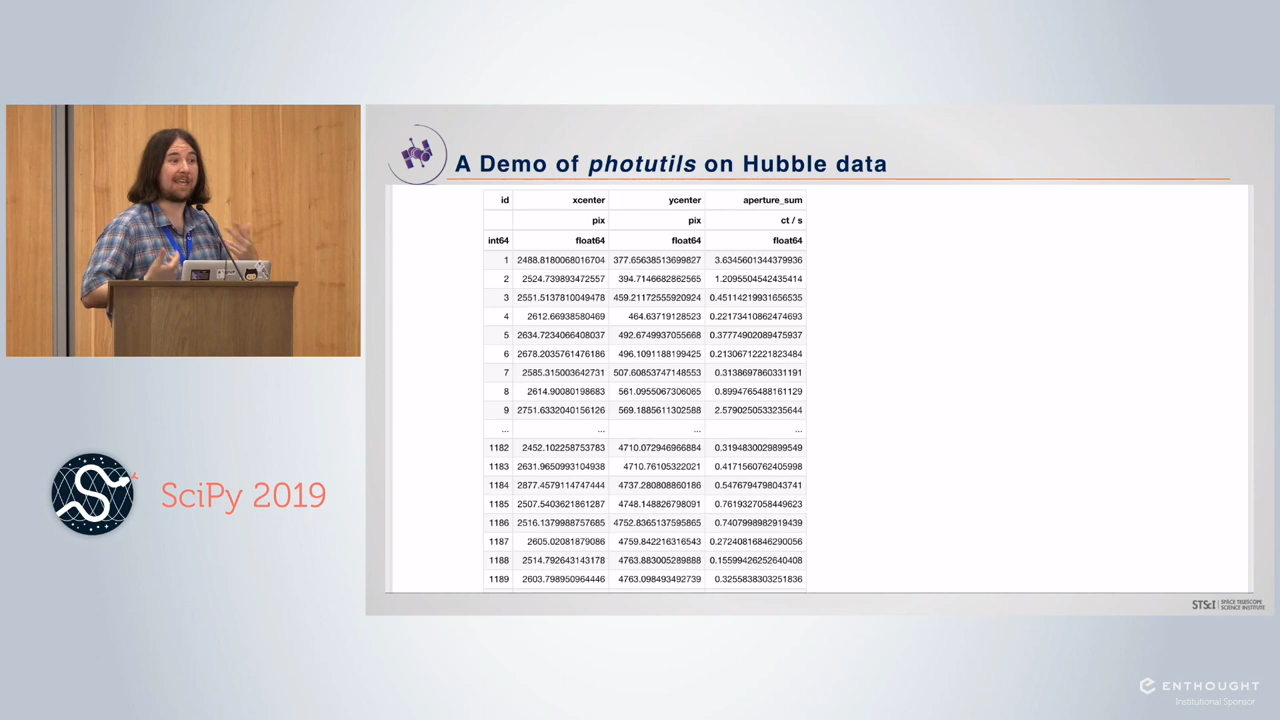 A Demo of photutils on Hubble data
id xcenter ycenter aperture_sum
pix pix ct / s
int64 float64 float64 float64
1 2488.8180068016704 377.65638513699827 3.6345601344379936
2 2524.739893472557 394.7146682862565 1.2095504542435414
3 2551.5137810049478 459.21172555920924 0.45114219931656535
4 2612.66938580469 464.63719128523 0.22173410862474693
5 2634.7234066408037 492.6749937055668 0.37774902089475937
6 2678.2035761476186 496.1091188199425 0.21306712221823484
7 2585.315003642731 507.60853747148553 0.3138697860331191
8 2614.90080198683 561.0955067306065 0.8994765488161129
9 2751.6332040156126 569.1885611302588 2.5790250533235644
... ... ... ...
1182 2452.102258753783 4710.072946966884 0.3194830029899549
1183 2631.9650993104938 4710.76105322021 0.4171560762405998
1184 2877.4579114747444 4737.280808860186 0.5476794798043741
1185 2507.5403621861287 4748.148826798091 0.7619327058449623
1186 2516.1379988757685 4752.8365137595865 0.7407998982919439
1187 2605.02081879086 4759.842216316543 0.27240816846290056
1188 2514.792643143178 4763.883005289888 0.15599426252640408
1189 2603.798950964446 4763.098493492739 0.3255838303251836
SciPy 2019
STScI | SPACE TELESCOPE
SCIENCE INSTITUTE
ENTHOUGHT
Institutional Sponsor